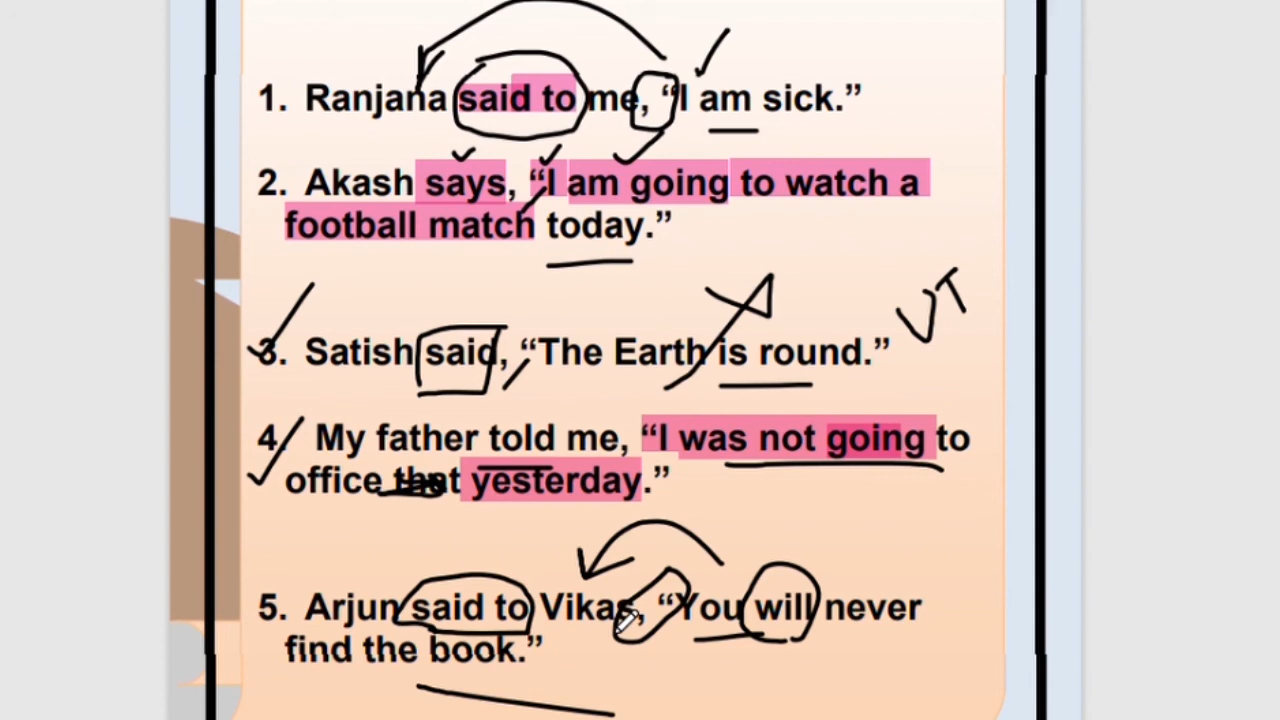 1. Ranjana said to me, “I am sick.”
2. Akash says, “I am going to watch a
football match today.”
VT
3. Satish said, “The Earth is round.”
4. My father told me, “I was not going to
office that yesterday.”
5. Arjun said to Vikas, “You will never
find the book.”